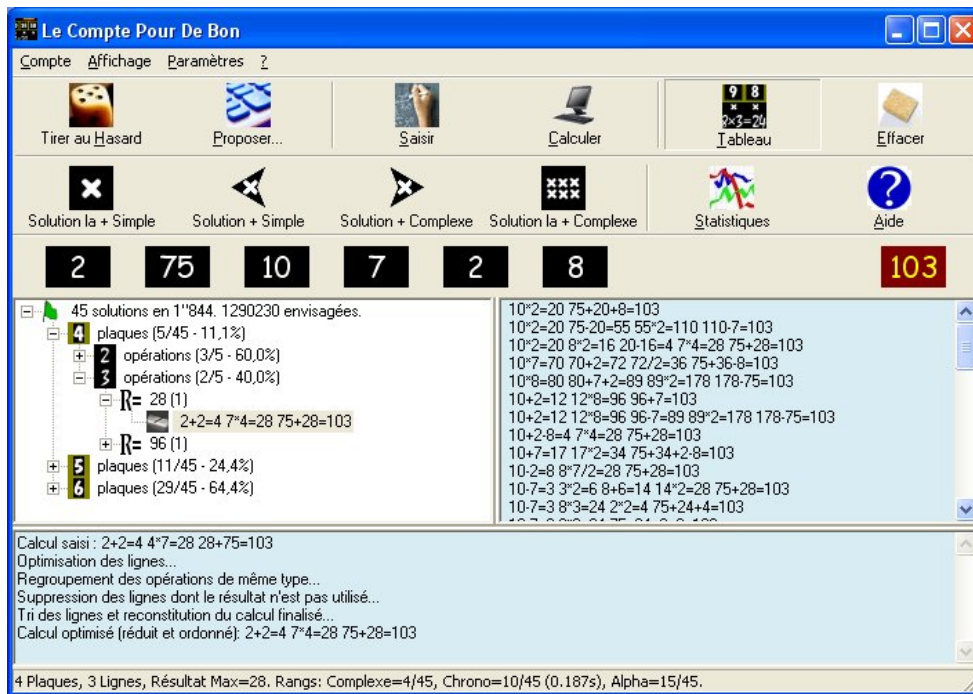 Le Compte Pour De Bon
Compte Affichage Paramètres ?
9 8
x x
8x3=24
Tirer au Hasard Proposer... Saisir Calculer Tableau Effacer
Solution la + Simple Solution + Simple Solution + Complexe Solution la + Complexe Statistiques Aide
2 75 10 7 2 8 103
45 solutions en 1"844. 1290230 envisagées.
4 plaques (5/45 - 11,1%)
2 opérations (3/5 - 60,0%)
3 opérations (2/5 - 40,0%)
R= 28 (1)
2+2=4 7*4=28 75+28=103
R= 96 (1)
5 plaques (11/45 - 24,4%)
6 plaques (29/45 - 64,4%)
10*2=20 75+20+8=103
10*2=20 75-20=55 55*2=110 110-7=103
10*2=20 8*2=16 20-16=4 7*4=28 75+28=103
10*7=70 70+2=72 72/2=36 75+36-8=103
10*8=80 80+7+2=89 89*2=178 178-75=103
10+2=12 12*8=96 96+7=103
10+2=12 12*8=96 96-7=89 89*2=178 178-75=103
10+2-8=4 7*4=28 75+28=103
10+7=17 17*2=34 75+34+2-8=103
10-2=8 8*7/2=28 75+28=103
10-7=3 3*2=6 8+6=14 14*2=28 75+28=103
10-7=3 8*3=24 2*2=4 75+24+4=103
Calcul saisi : 2+2=4 4*7=28 28+75=103
Optimisation des lignes...
Regroupement des opérations de même type...
Suppression des lignes dont le résultat n'est pas utilisé...
Tri des lignes et reconstitution du calcul finalisé...
Calcul optimisé (réduit et ordonné): 2+2=4 7*4=28 75+28=103
4 Plaques, 3 Lignes, Résultat Max=28. Rangs: Complexe=4/45, Chrono=10/45 (0.187s), Alpha=15/45.